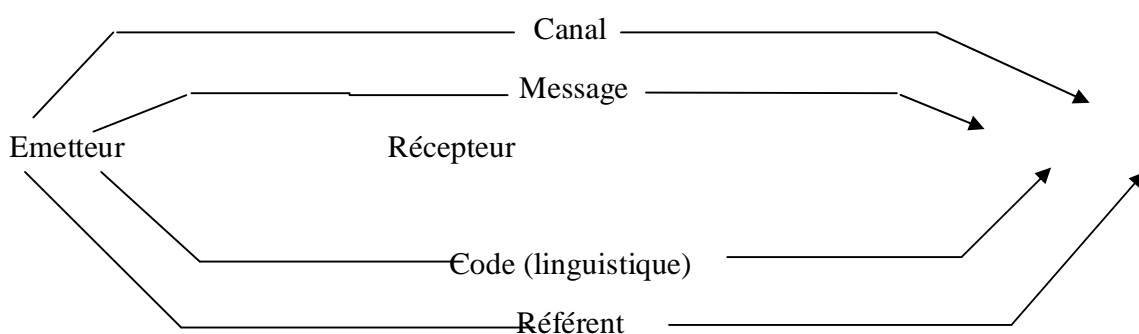 Canal
Message
Emetteur Récepteur
Code (linguistique)
Référent